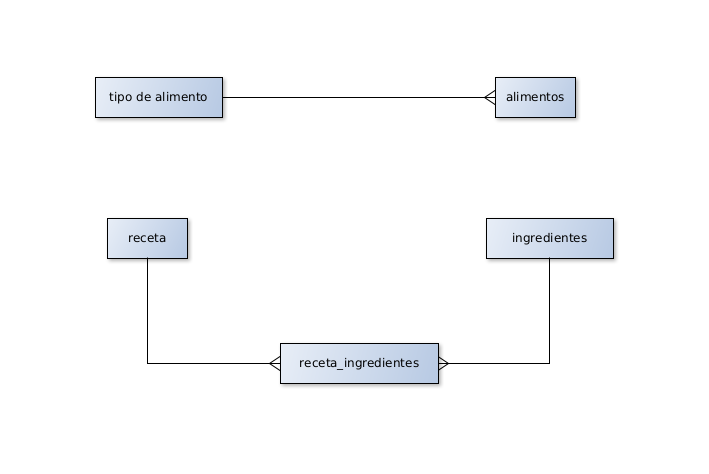 tipo de alimento
alimentos
receta
ingredientes
receta_ingredientes